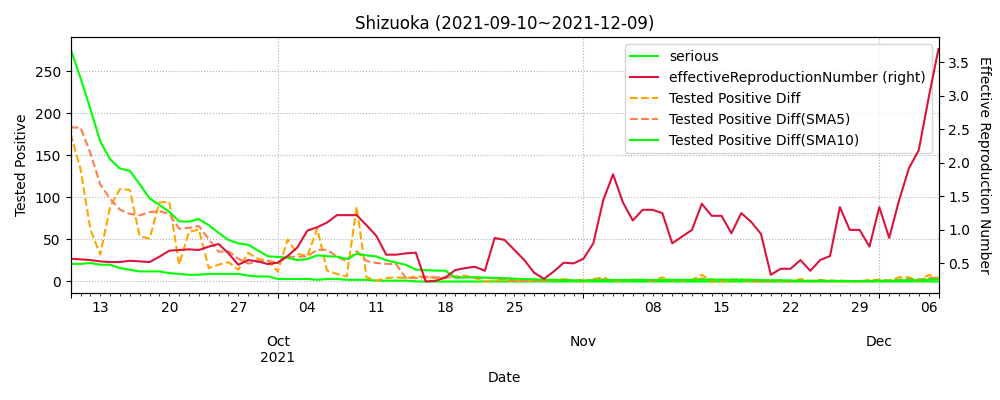 Shizuoka (2021-09-10~2021-12-09)
Tested Positive
250
200
150
100
50
0
serious
effectiveReproductionNumber (right)
Tested Positive Diff
Tested Positive Diff(SMA5)
Tested Positive Diff(SMA10)
3.5
3.0
2.5
2.0
1.5
1.0
0.5
Effective Reproduction Number
13 20 27 04 11 18 25 08 15 22 29 06
Oct Nov Dec
2021
Date